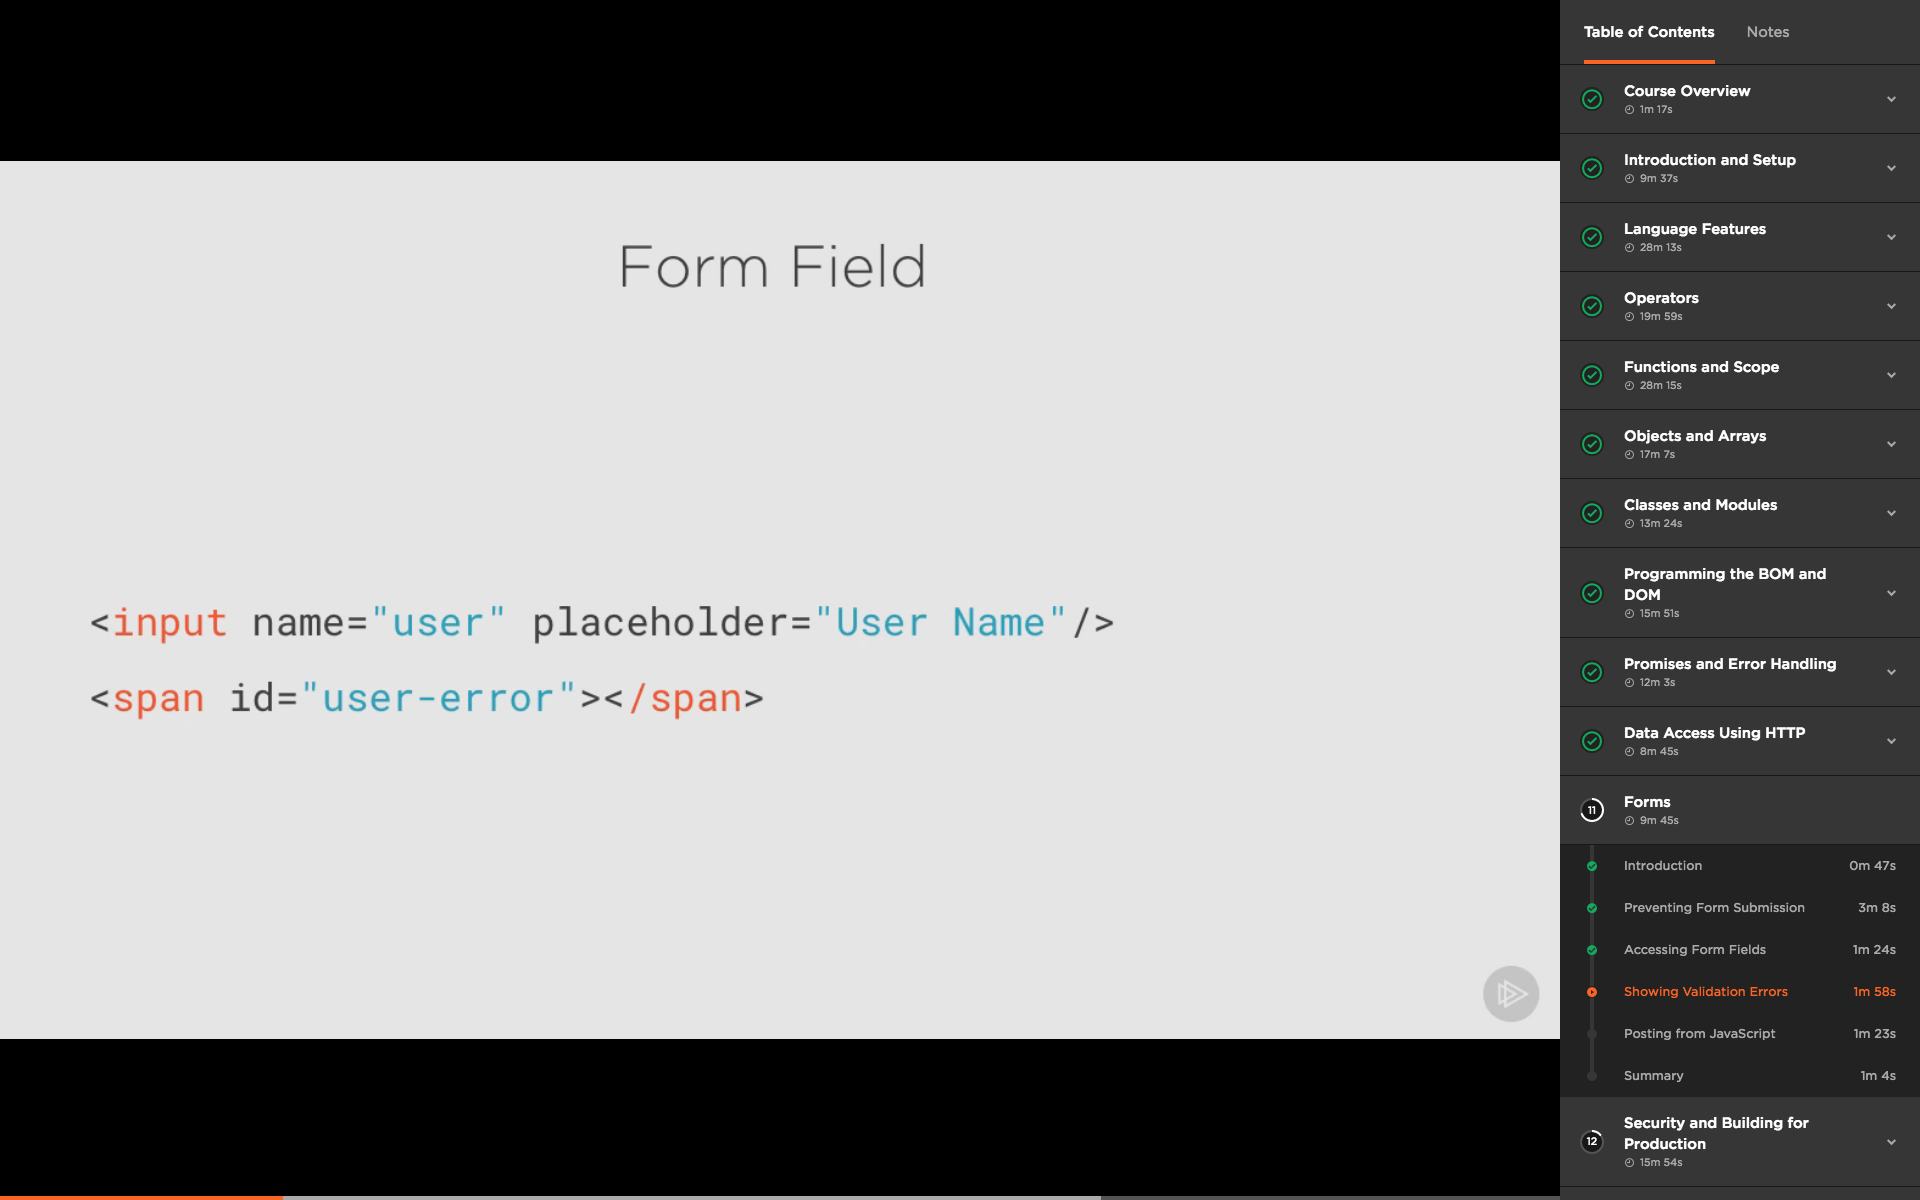 Form Field
<input name="user" placeholder="User Name"/>
<span id="user-error"></span>
Table of Contents
Notes
Course Overview
1m 17s
Introduction and Setup
9m 37s
Language Features
28m 13s
Operators
19m 59s
Functions and Scope
28m 15s
Objects and Arrays
17m 7s
Classes and Modules
13m 24s
Programming the BOM and
DOM
15m 51s
Promises and Error Handling
12m 3s
Data Access Using HTTP
8m 45s
11
Forms
9m 45s
Introduction 0m 47s
Preventing Form Submission 3m 8s
Accessing Form Fields 1m 24s
Showing Validation Errors 1m 58s
Posting from JavaScript 1m 23s
Summary 1m 4s
12
Security and Building for
Production
15m 54s